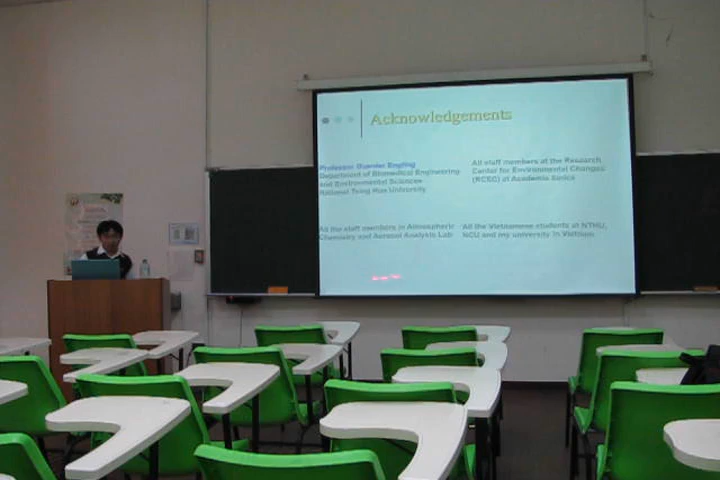 Acknowledgements
Professor Guenter Engling
Department of Biomedical Engineering
and Environmental Sciences
National Tsing Hua University
All staff members at the Research
Center for Environmental Changes
(RCEC) at Academia Sinica
All the staff members in Atmospheric
Chemistry and Aerosol Analysis Lab
All the Vietnamese students at NTHU,
NCU and my university in Vietnam